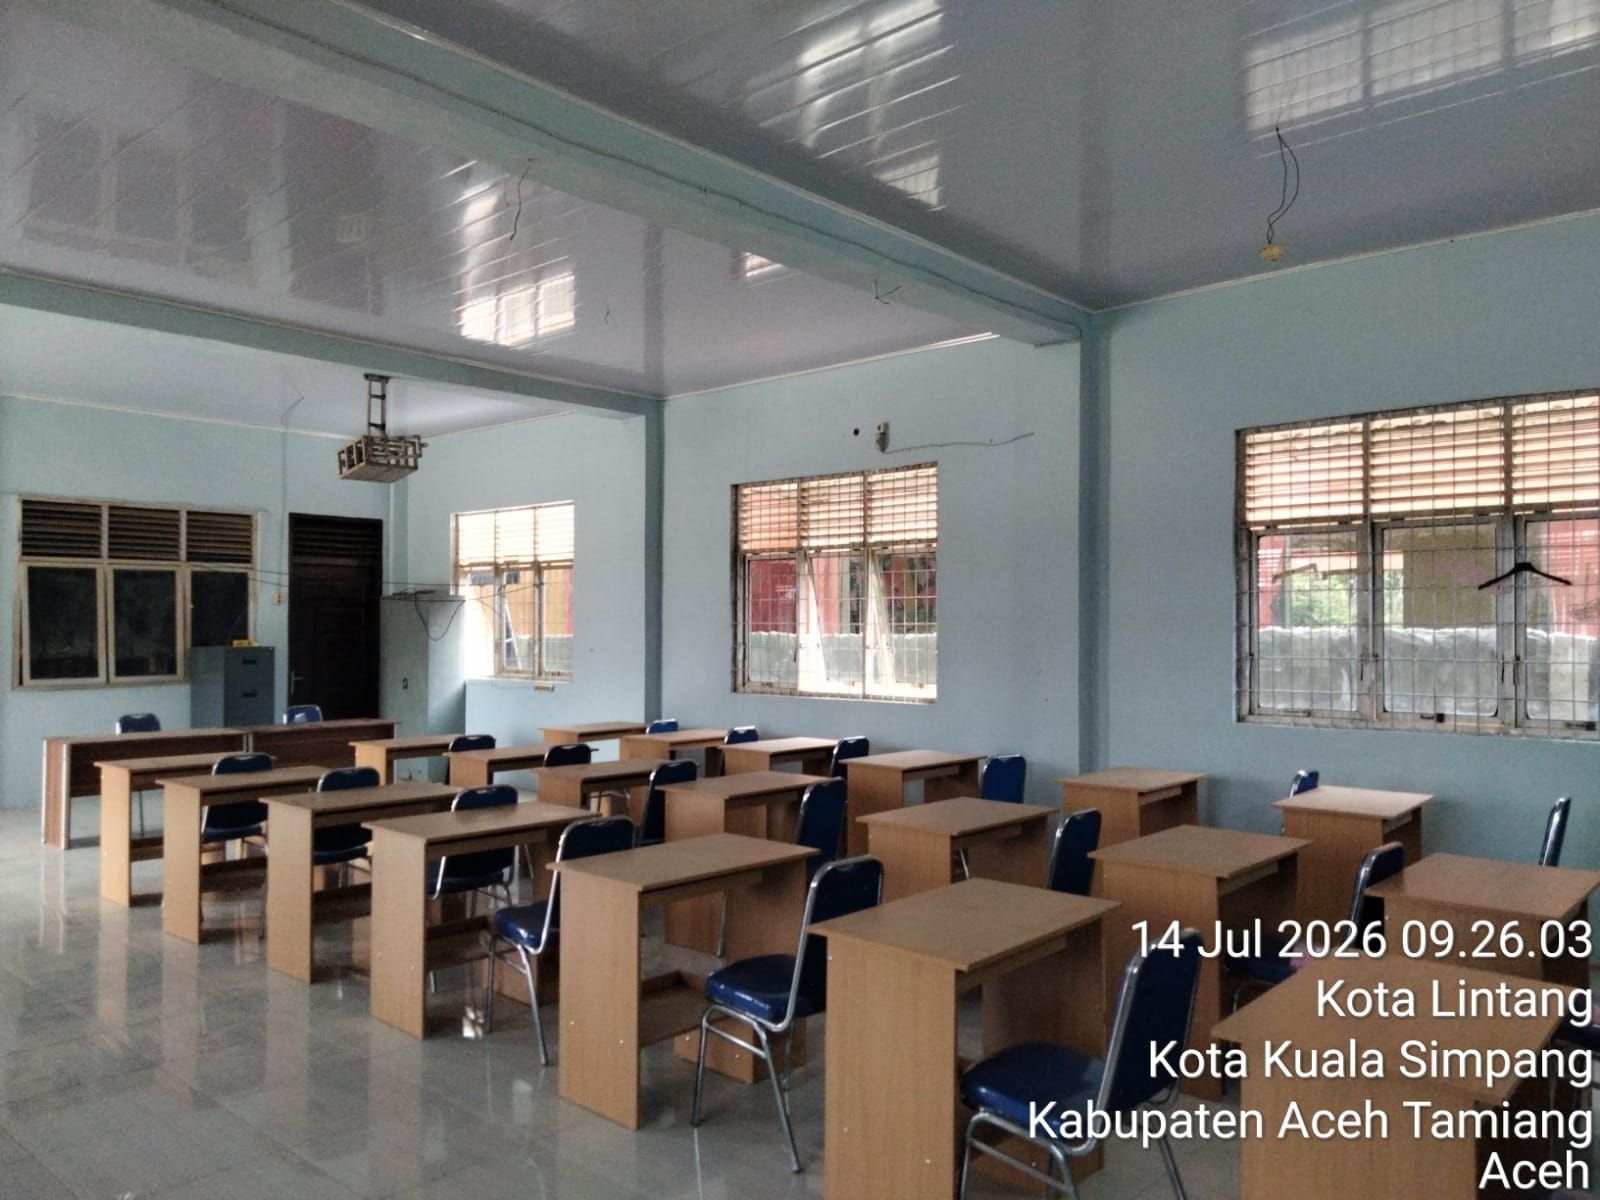 14 Jul 2026 09.26.03
Kota Lintang
Kota Kuala Simpang
Kabupaten Aceh Tamiang
Aceh